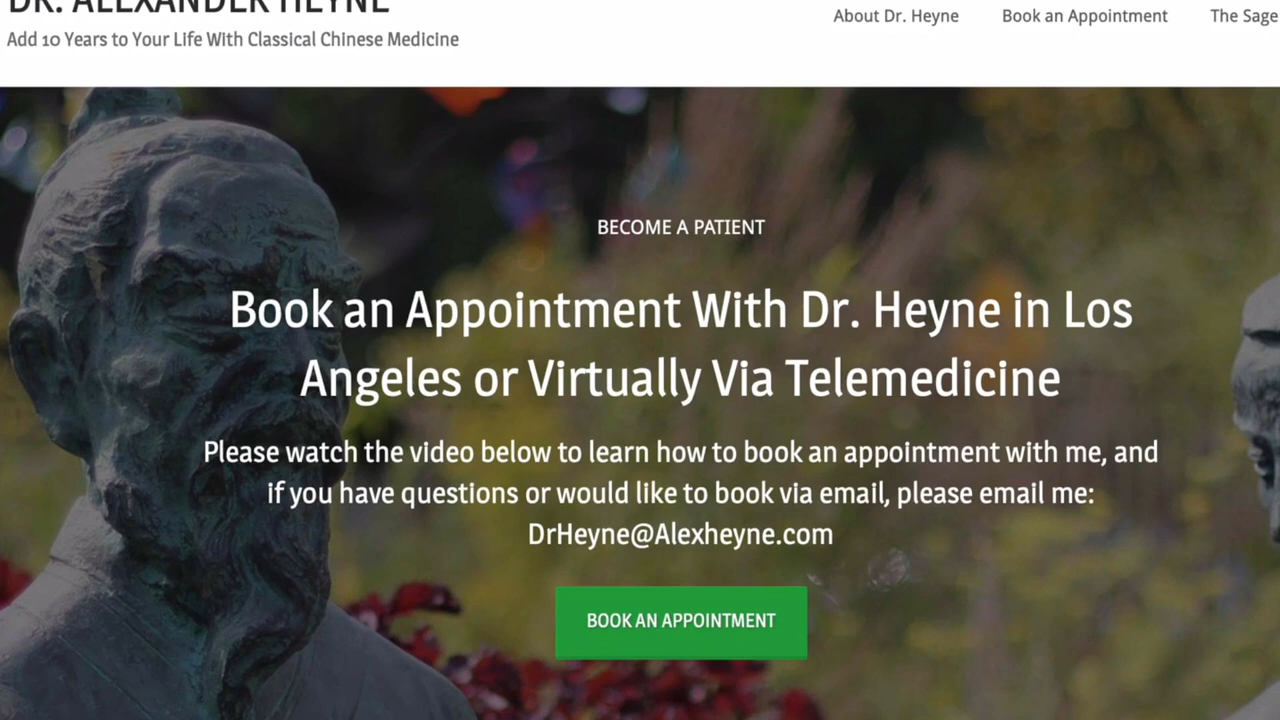 DR. ALEXANDER HEYNE
Add 10 Years to Your Life With Classical Chinese Medicine
About Dr. Heyne Book an Appointment The Sage
BECOME A PATIENT
Book an Appointment With Dr. Heyne in Los
Angeles or Virtually Via Telemedicine
Please watch the video below to learn how to book an appointment with me, and
if you have questions or would like to book via email, please email me:
DrHeyne@Alexheyne.com
BOOK AN APPOINTMENT